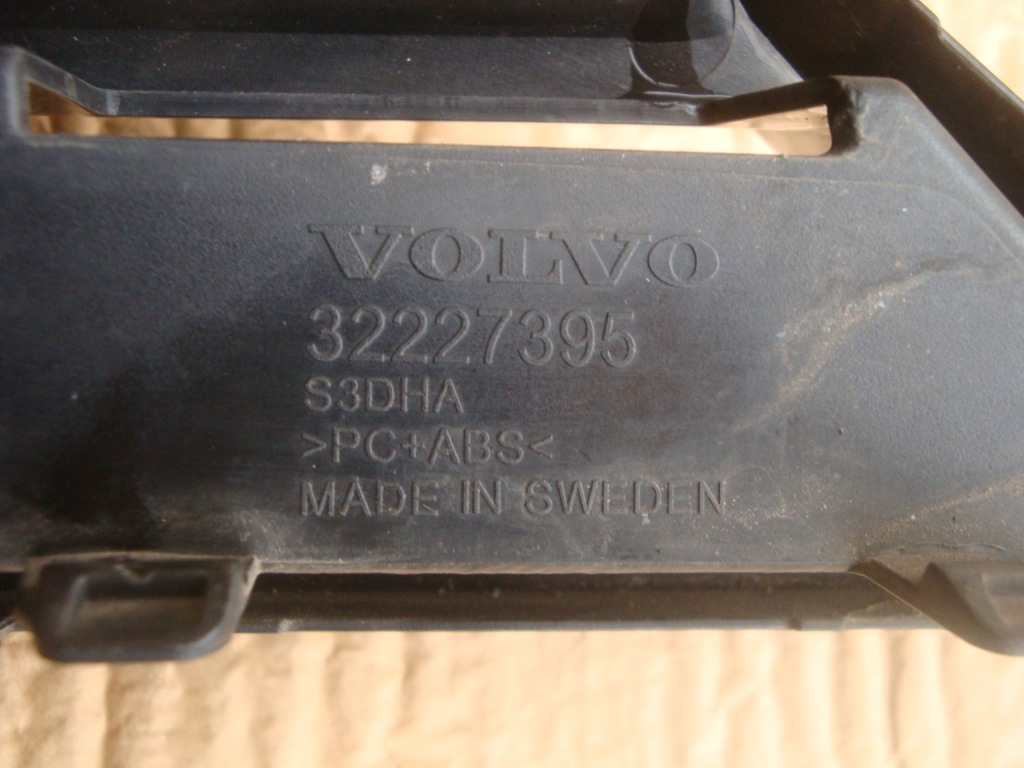 VOLVO
32227395
S3DHA
>PC+ABS<
MADE IN SWEDEN